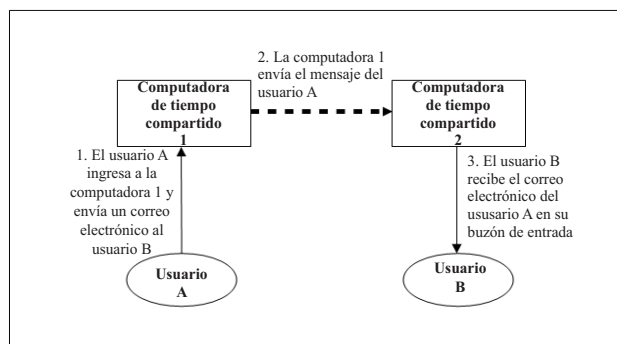 2. La computadora 1
envía el mensaje del
usuario A
Computadora
de tiempo
compartido
1
Computadora
de tiempo
compartido
2
1. El usuario A
ingresa a la
computadora 1 y
envía un correo
electrónico al
usuario B
3. El usuario B
recibe el correo
electrónico del
ususario A en su
buzón de entrada
Usuario
A
Usuario
B